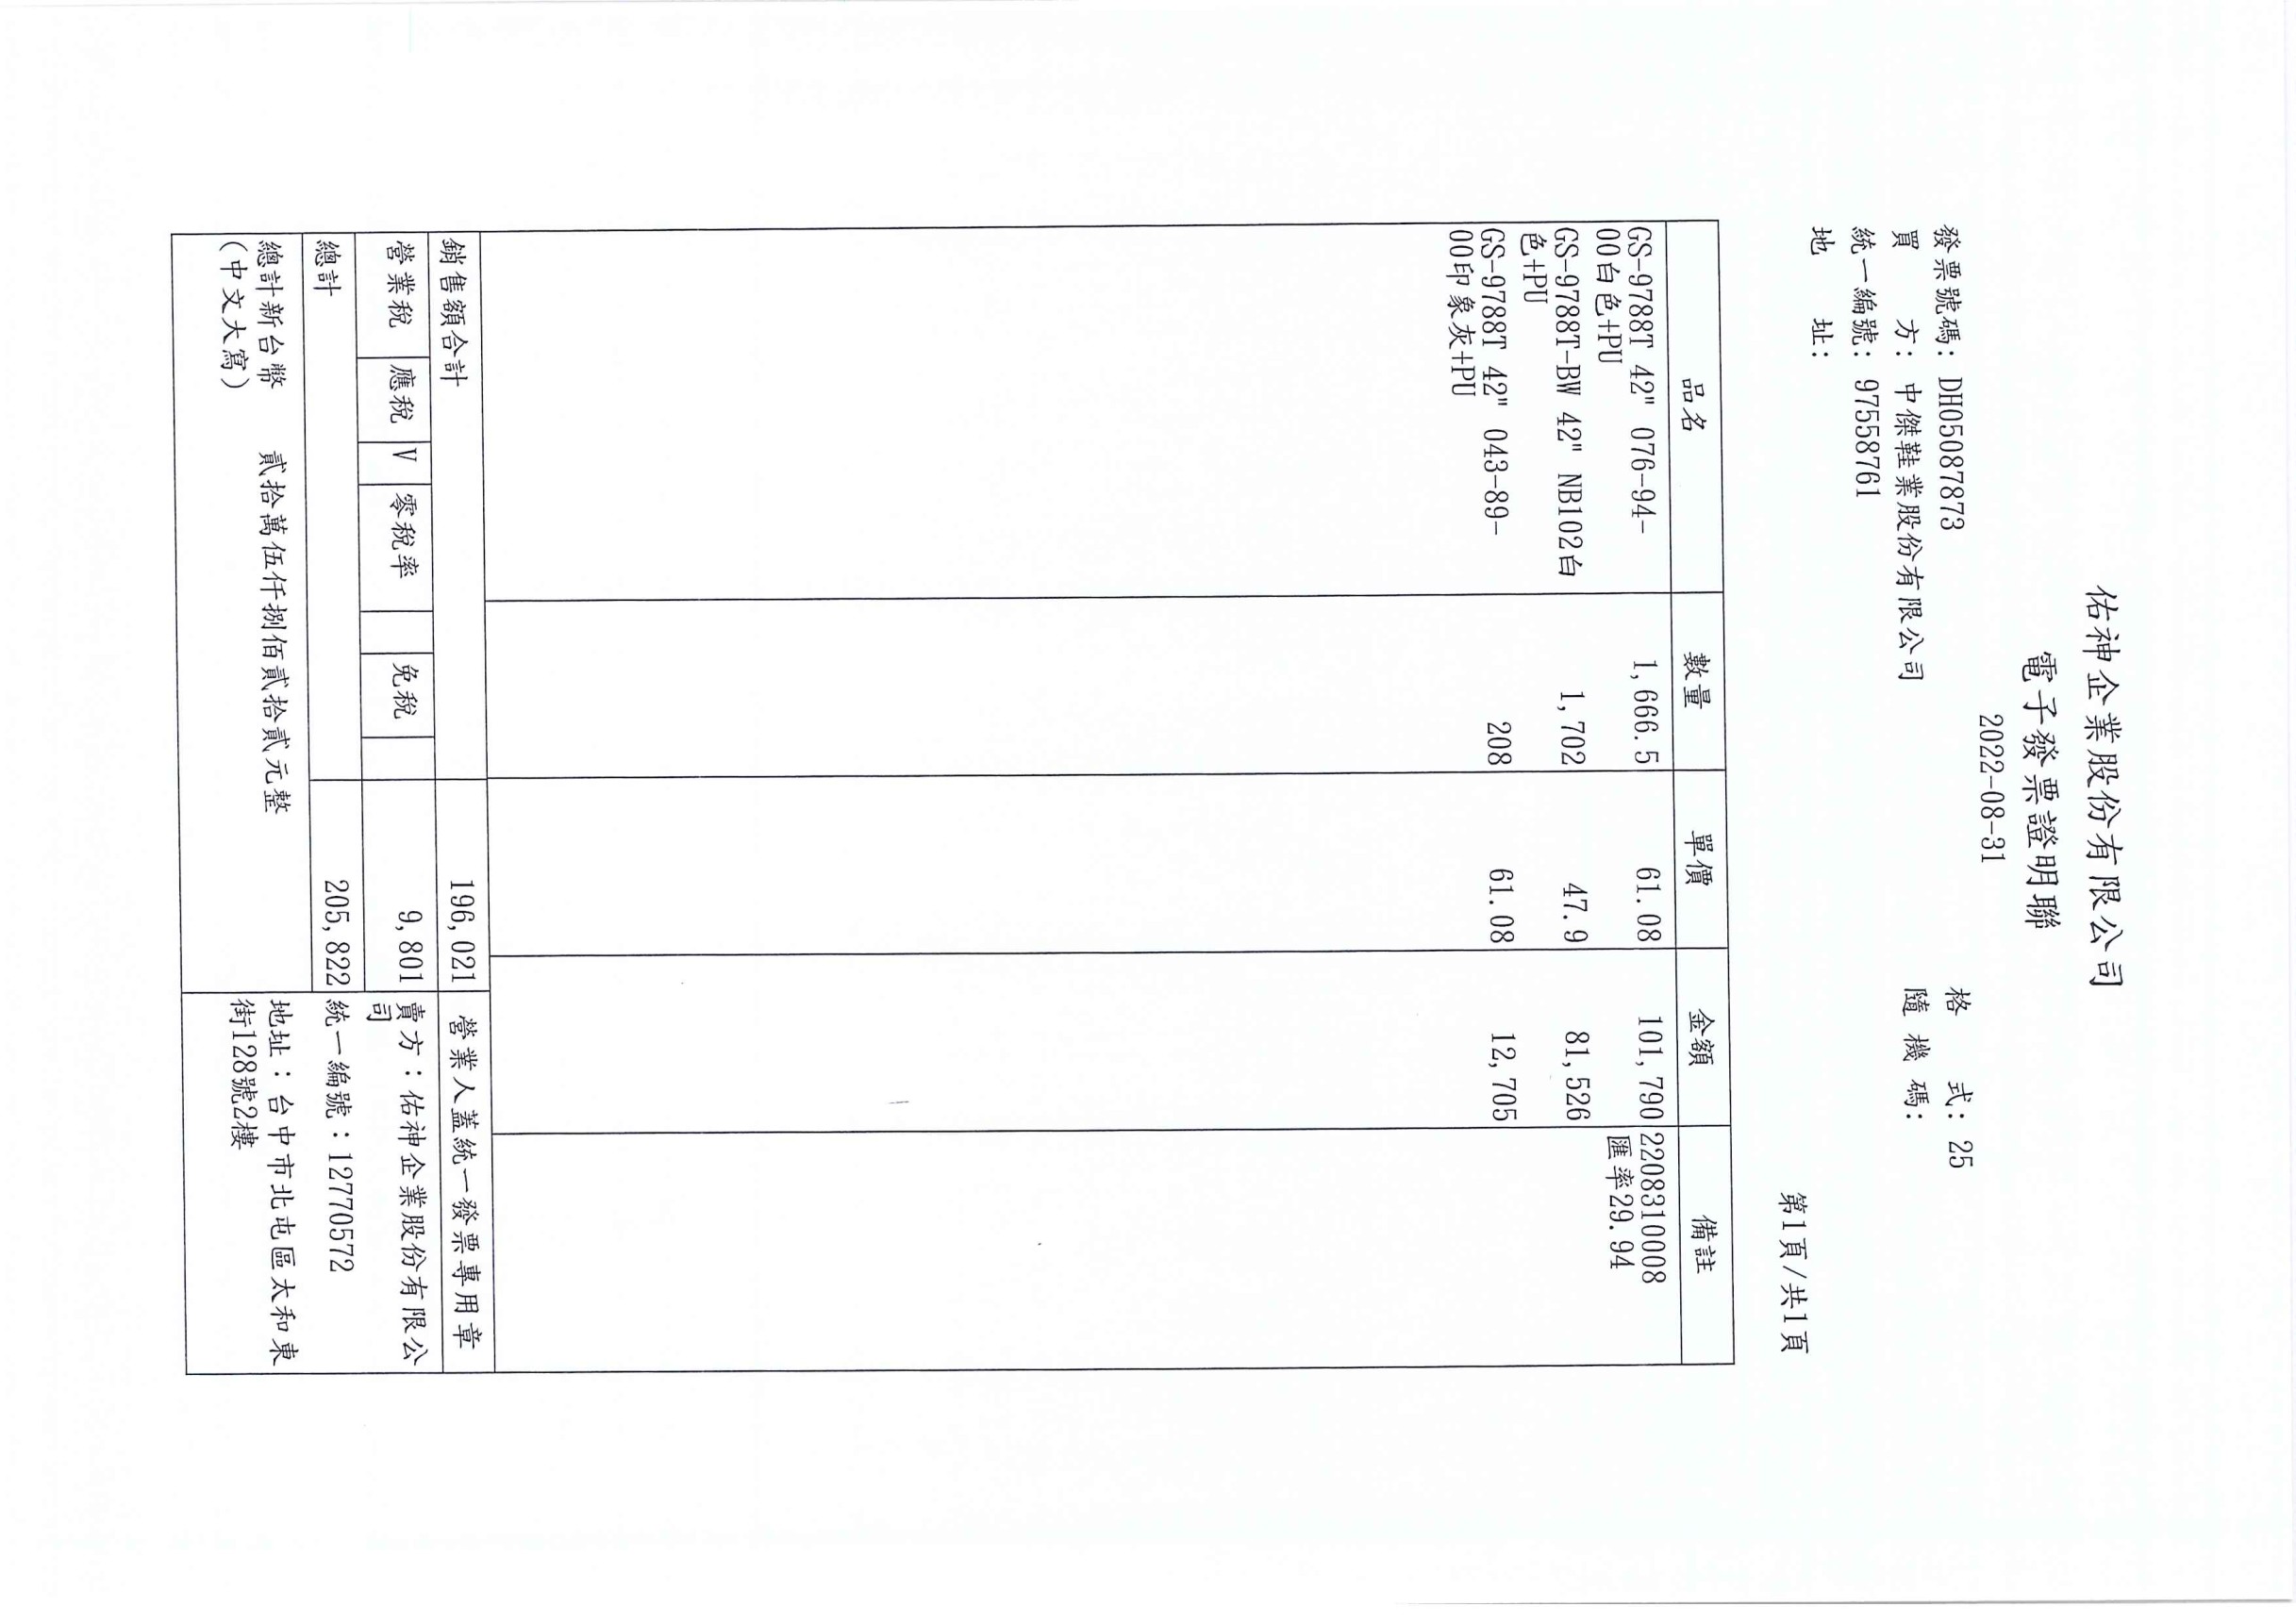 佑神企業股份有限公司
電子發票證明聯
2022-08-31
發票號碼: DH05087873
格 式: 25
買 方: 中傑鞋業股份有限公司
隨 機 碼:
統一編號: 97558761
地 址:
第1頁/共1頁
品名 數量 單價 金額 備註
GS-9788T 42" 076-94- 1,666.5 61.08 101,790 2208310008
00白色+PU 匯率29.94
GS-9788T-BW 42" NB102白 1,702 47.9 81,526
色+PU
GS-9788T 42" 043-89- 208 61.08 12,705
00印象灰+PU
銷售額合計 196,021 營業人蓋統一發票專用章
營業稅 應稅 V 零稅率 免稅 9,801 賣方：佑神企業股份有限公
司
總計 205,822 統一編號：12770572
總計新台幣 貳拾萬伍仟捌佰貳拾貳元整 地址：台中市北屯區太和東
(中文大寫) 街128號2樓